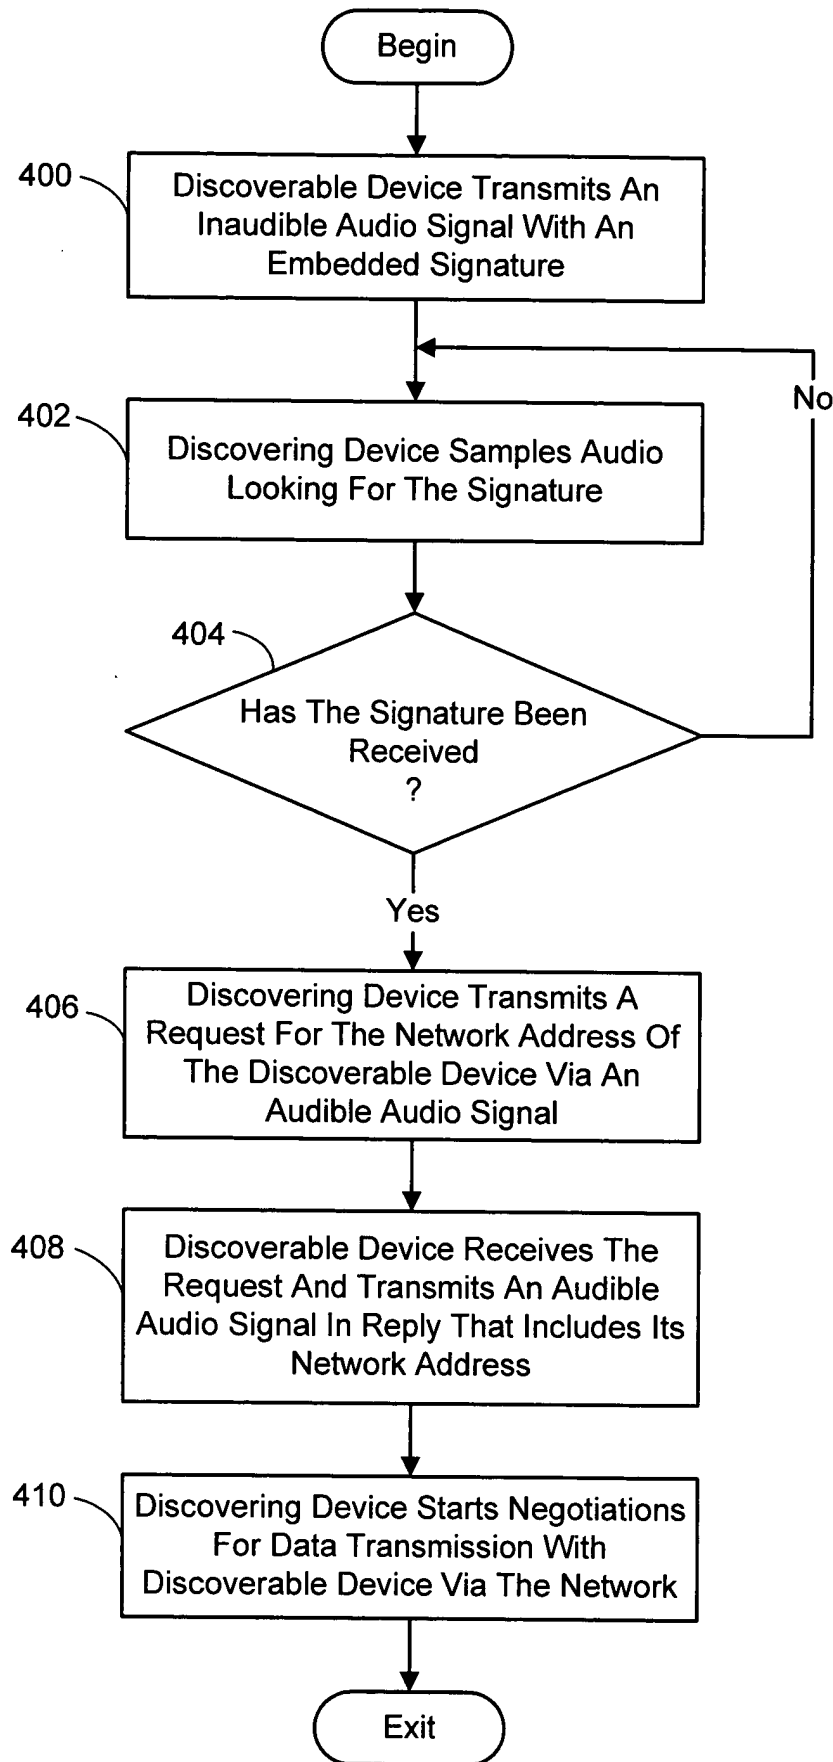 Begin
400
Discoverable Device Transmits An
Inaudible Audio Signal With An
Embedded Signature
No
402
Discovering Device Samples Audio
Looking For The Signature
404
Has The Signature Been
Received
?
Yes
406
Discovering Device Transmits A
Request For The Network Address Of
The Discoverable Device Via An
Audible Audio Signal
408
Discoverable Device Receives The
Request And Transmits An Audible
Audio Signal In Reply That Includes Its
Network Address
410
Discovering Device Starts Negotiations
For Data Transmission With
Discoverable Device Via The Network
Exit